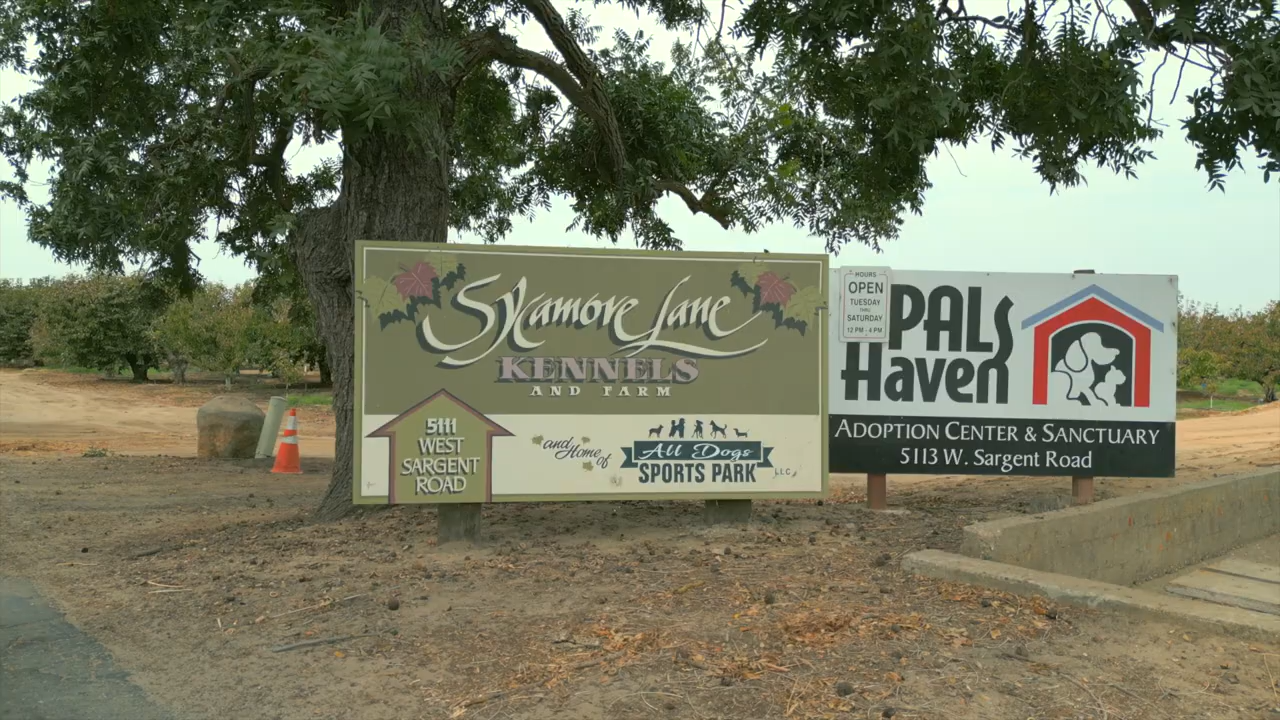 Sycamore Lane
KENNELS
AND FARM
5111
WEST
SARGENT
ROAD
and
Home of
All Dogs
SPORTS PARK
LLC
HOURS
OPEN
TUESDAY
THRU
SATURDAY
12 PM - 4 PM
PALS
Haven
ADOPTION CENTER & SANCTUARY
5113 W. Sargent Road